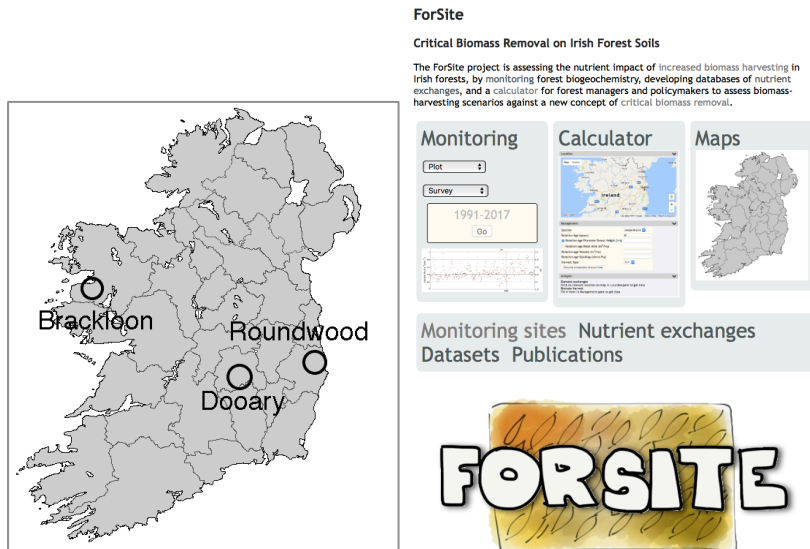 Brackloon
Roundwood
Dooary
ForSite
Critical Biomass Removal on Irish Forest Soils
The ForSite project is assessing the nutrient impact of increased biomass harvesting in
Irish forests, by monitoring forest biogeochemistry, developing databases of nutrient
exchanges, and a calculator for forest managers and policymakers to assess biomass-
harvesting scenarios against a new concept of critical biomass removal.
Monitoring
Plot
Survey
1991-2017
Go
Calculator
Ireland
Maps
Monitoring sites Nutrient exchanges
Datasets Publications
FORSITE